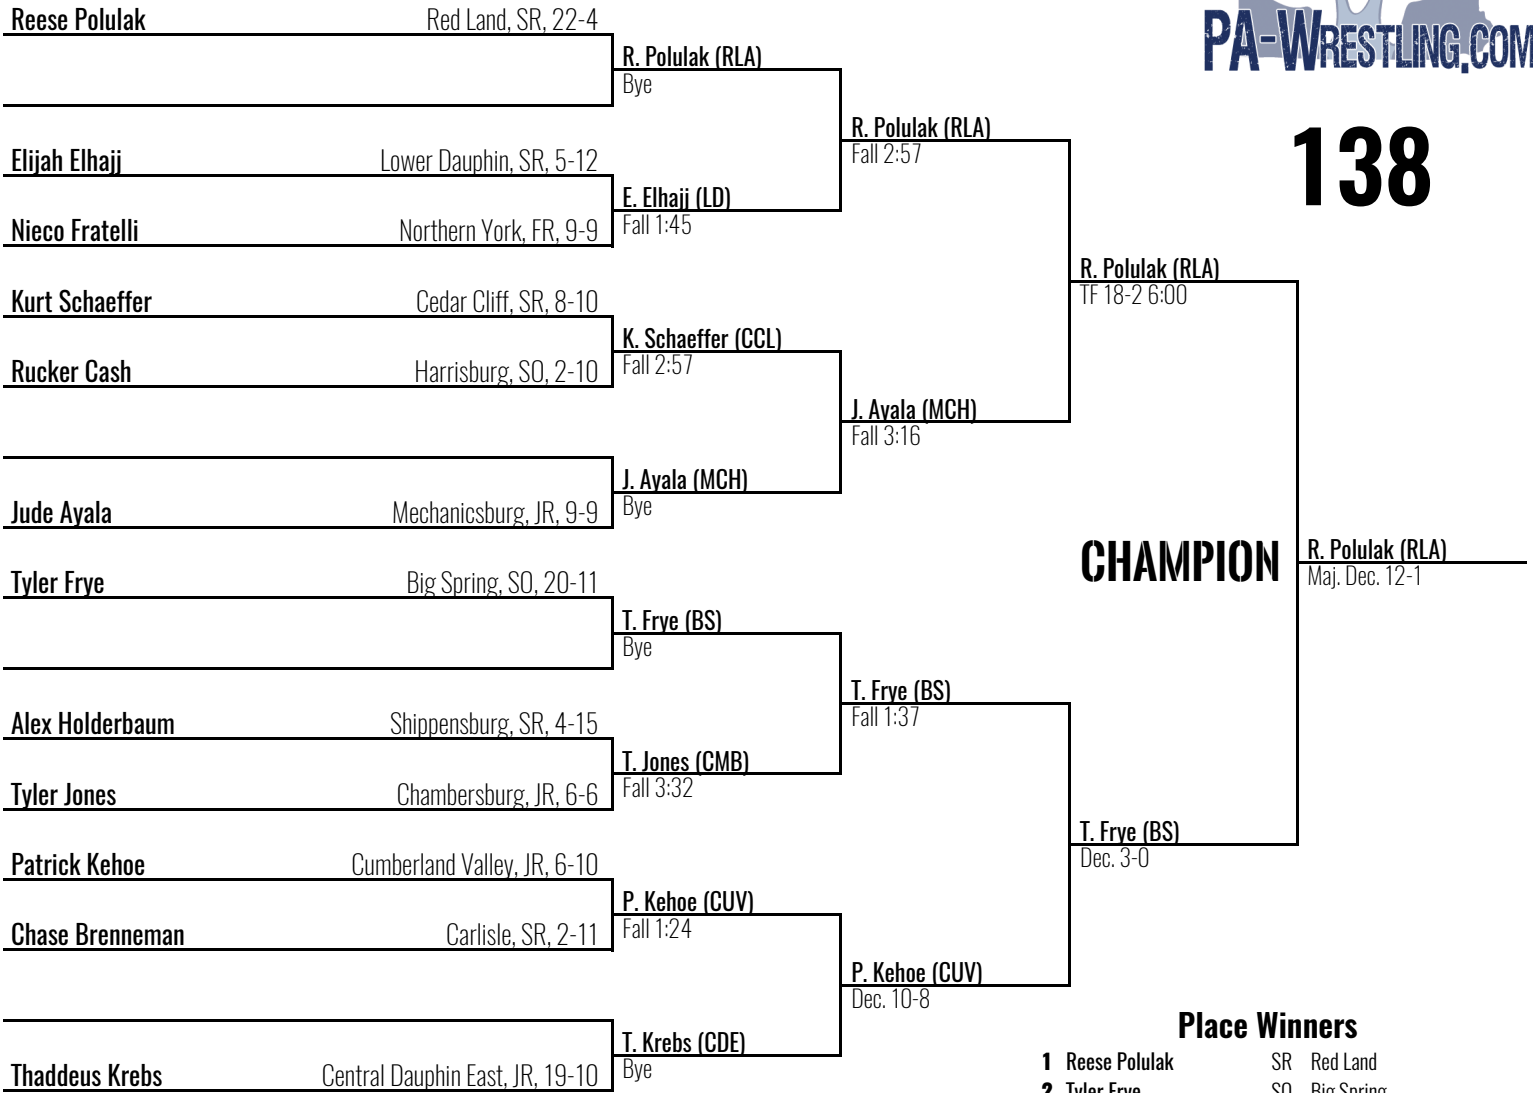 Reese Polulak Red Land, SR, 22-4
R. Polulak (RLA)
Bye
Elijah Elhajj Lower Dauphin, SR, 5-12
E. Elhajj (LD)
Fall 1:45
Nieco Fratelli Northern York, FR, 9-9
R. Polulak (RLA)
Fall 2:57
Kurt Schaeffer Cedar Cliff, SR, 8-10
K. Schaeffer (CCL)
Fall 2:57
Rucker Cash Harrisburg, SO, 2-10
J. Ayala (MCH)
Fall 3:16
J. Ayala (MCH)
Bye
Jude Ayala Mechanicsburg, JR, 9-9
R. Polulak (RLA)
TF 18-2 6:00
Tyler Frye Big Spring, SO, 20-11
T. Frye (BS)
Bye
Alex Holderbaum Shippensburg, SR, 4-15
T. Jones (CMB)
Fall 3:32
Tyler Jones Chambersburg, JR, 6-6
T. Frye (BS)
Fall 1:37
Patrick Kehoe Cumberland Valley, JR, 6-10
P. Kehoe (CUV)
Fall 1:24
Chase Brenneman Carlisle, SR, 2-11
P. Kehoe (CUV)
Dec. 10-8
T. Krebs (CDE)
Bye
Thaddeus Krebs Central Dauphin East, JR, 19-10
T. Frye (BS)
Dec. 3-0
PA-WRESTLING.COM
138
CHAMPION
R. Polulak (RLA)
Maj. Dec. 12-1
Place Winners
1 Reese Polulak SR Red Land
2 Tyler Frye SO Big Spring